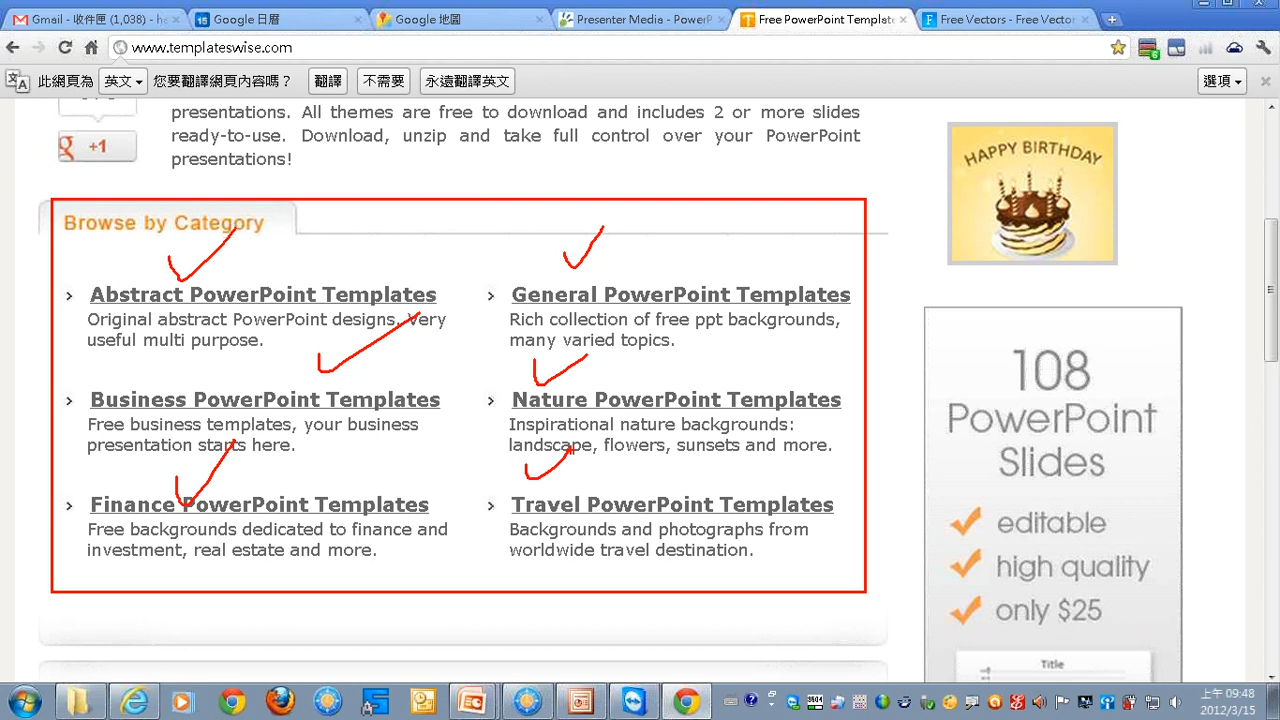 Gmail - 收件匣 (1,038) - h
Google 日曆
Google 地圖
Presenter Media - PowerP
Free PowerPoint Template
Free Vectors - Free Vector
www.templateswise.com
此網頁為 英文 您要翻譯網頁內容嗎？ 翻譯 不需要 永遠翻譯英文 選項
presentations. All themes are free to download and includes 2 or more slides
ready-to-use. Download, unzip and take full control over your PowerPoint
presentations!
+1
HAPPY BIRTHDAY
Browse by Category
Abstract PowerPoint Templates
Original abstract PowerPoint designs. Very
useful multi purpose.
General PowerPoint Templates
Rich collection of free ppt backgrounds,
many varied topics.
Business PowerPoint Templates
Free business templates, your business
presentation starts here.
Nature PowerPoint Templates
Inspirational nature backgrounds:
landscape, flowers, sunsets and more.
Finance PowerPoint Templates
Free backgrounds dedicated to finance and
investment, real estate and more.
Travel PowerPoint Templates
Backgrounds and photographs from
worldwide travel destination.
108
PowerPoint
Slides
editable
high quality
only $25
Title
上午 09:48
2012/3/15